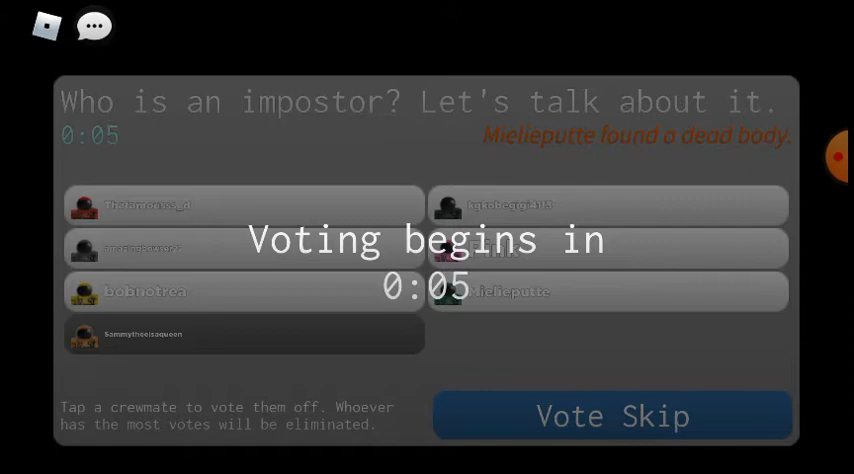 Who is an impostor? Let's talk about it.
0:05
Mielieputte found a dead body.
Voting begins in
0:05
bobnotrea
Mielieputte
Sammytheeisaqueen
Tap a crewmate to vote them off. Whoever
has the most votes will be eliminated.
Vote Skip